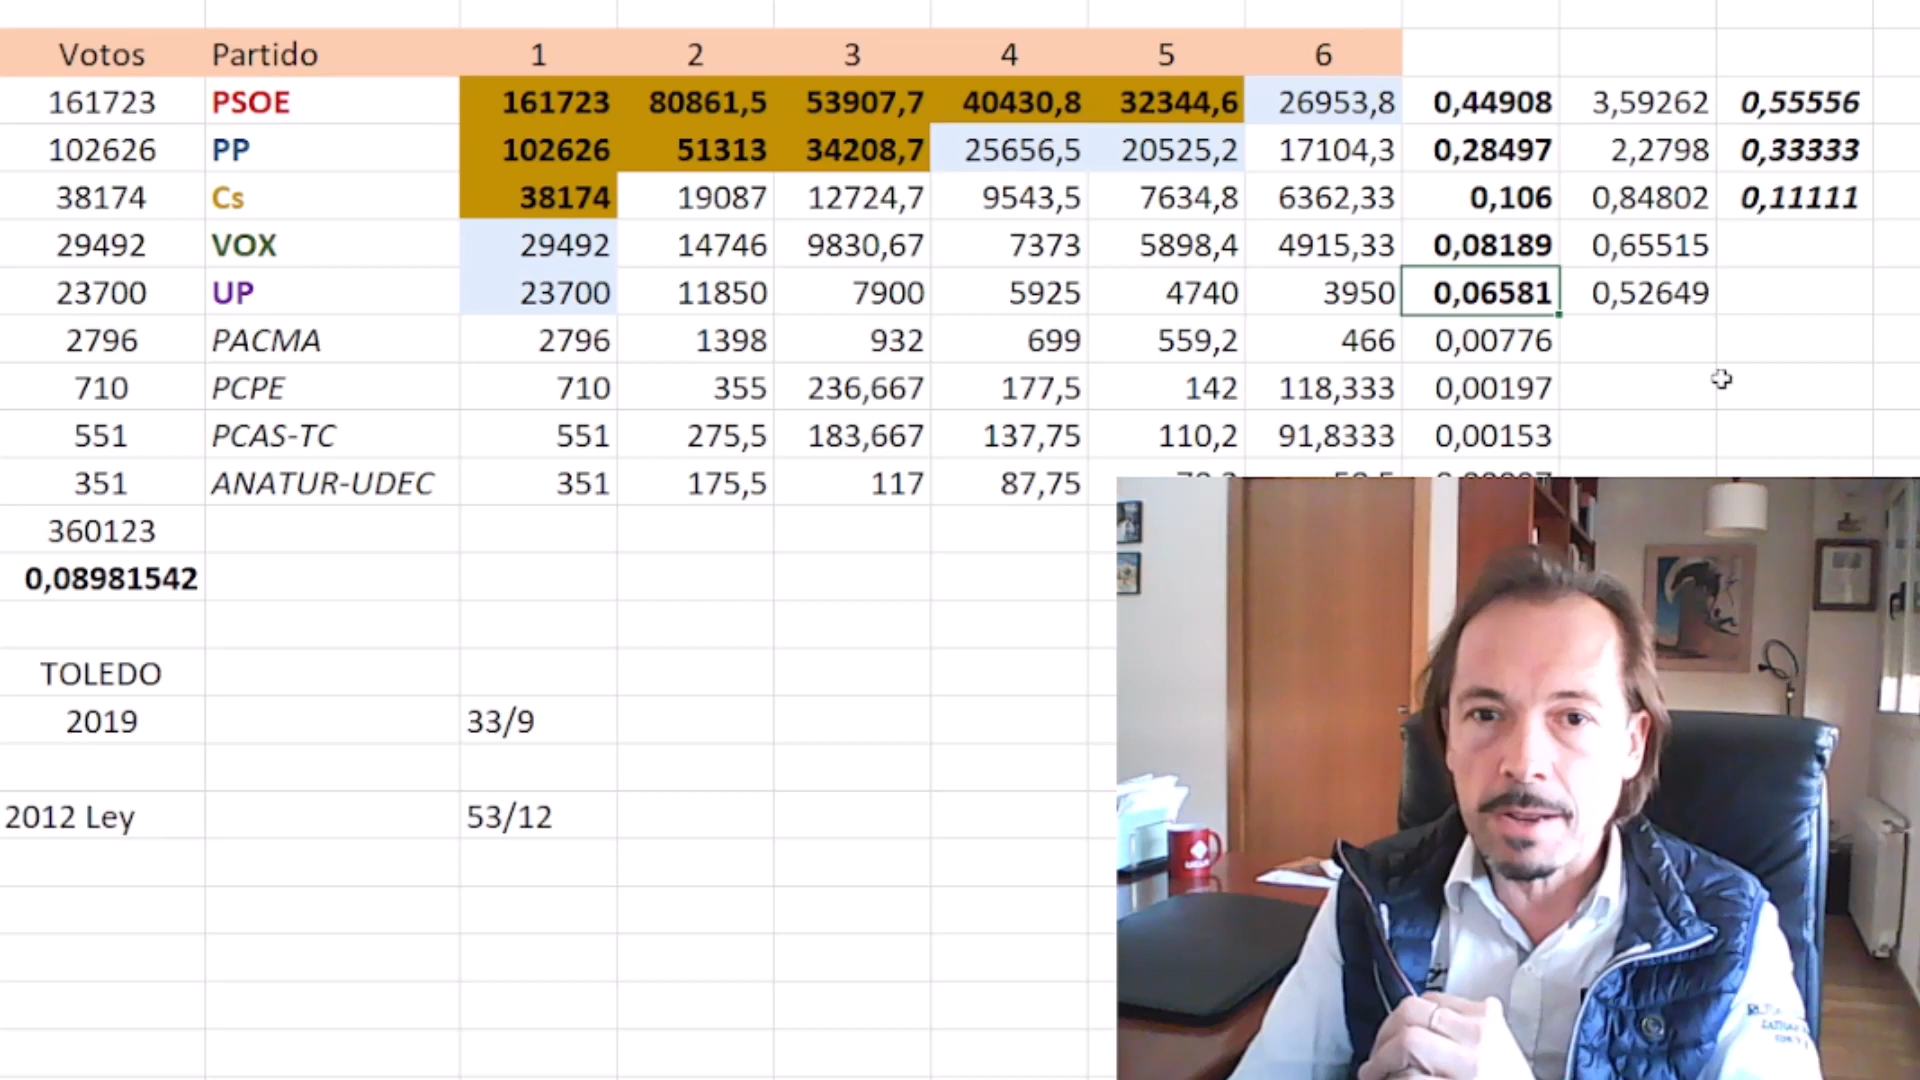 Votos Partido 1 2 3 4 5 6
161723 PSOE 161723 80861,5 53907,7 40430,8 32344,6 26953,8 0,44908 3,59262 0,55556
102626 PP 102626 51313 34208,7 25656,5 20525,2 17104,3 0,28497 2,2798 0,33333
38174 Cs 38174 19087 12724,7 9543,5 7634,8 6362,33 0,106 0,84802 0,11111
29492 VOX 29492 14746 9830,67 7373 5898,4 4915,33 0,08189 0,65515
23700 UP 23700 11850 7900 5925 4740 3950 0,06581 0,52649
2796 PACMA 2796 1398 932 699 559,2 466 0,00776
710 PCPE 710 355 236,667 177,5 142 118,333 0,00197
551 PCAS-TC 551 275,5 183,667 137,75 110,2 91,8333 0,00153
351 ANATUR-UDEC 351 175,5 117 87,75
360123
0,08981542
TOLEDO
2019 33/9
2012 Ley 53/12